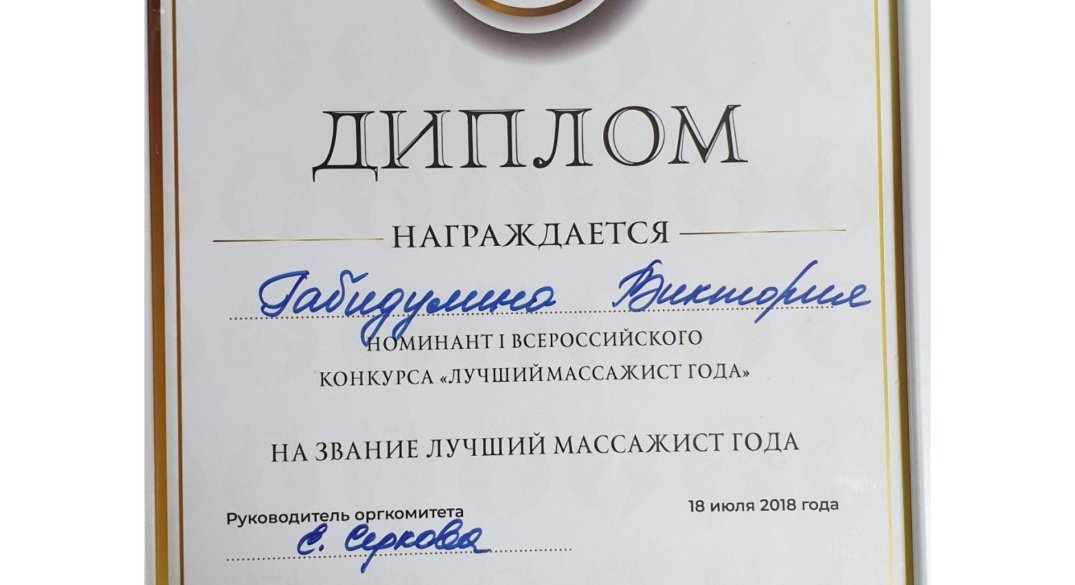 ДИПЛОМ
НАГРАЖДАЕТСЯ
Габидулина Виктория
НОМИНАНТ I ВСЕРОССИЙСКОГО
КОНКУРСА «ЛУЧШИЙ МАССАЖИСТ ГОДА»
НА ЗВАНИЕ ЛУЧШИЙ МАССАЖИСТ ГОДА
Руководитель оргкомитета
18 июля 2018 года
С. Серкова